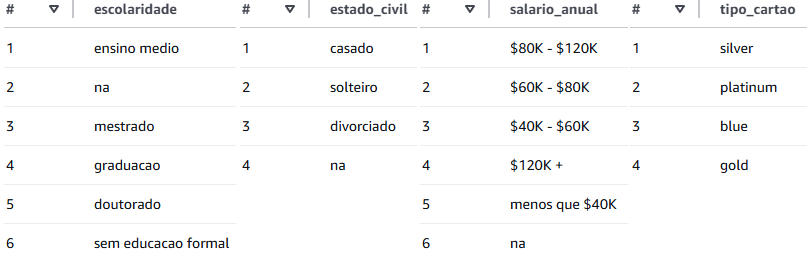 # escolaridade # estado_civil # salario_anual # tipo_cartao
1 ensino medio 1 casado 1 $80K - $120K 1 silver
2 na 2 solteiro 2 $60K - $80K 2 platinum
3 mestrado 3 divorciado 3 $40K - $60K 3 blue
4 graduacao 4 na 4 $120K + 4 gold
5 doutorado 5 menos que $40K
6 sem educacao formal 6 na